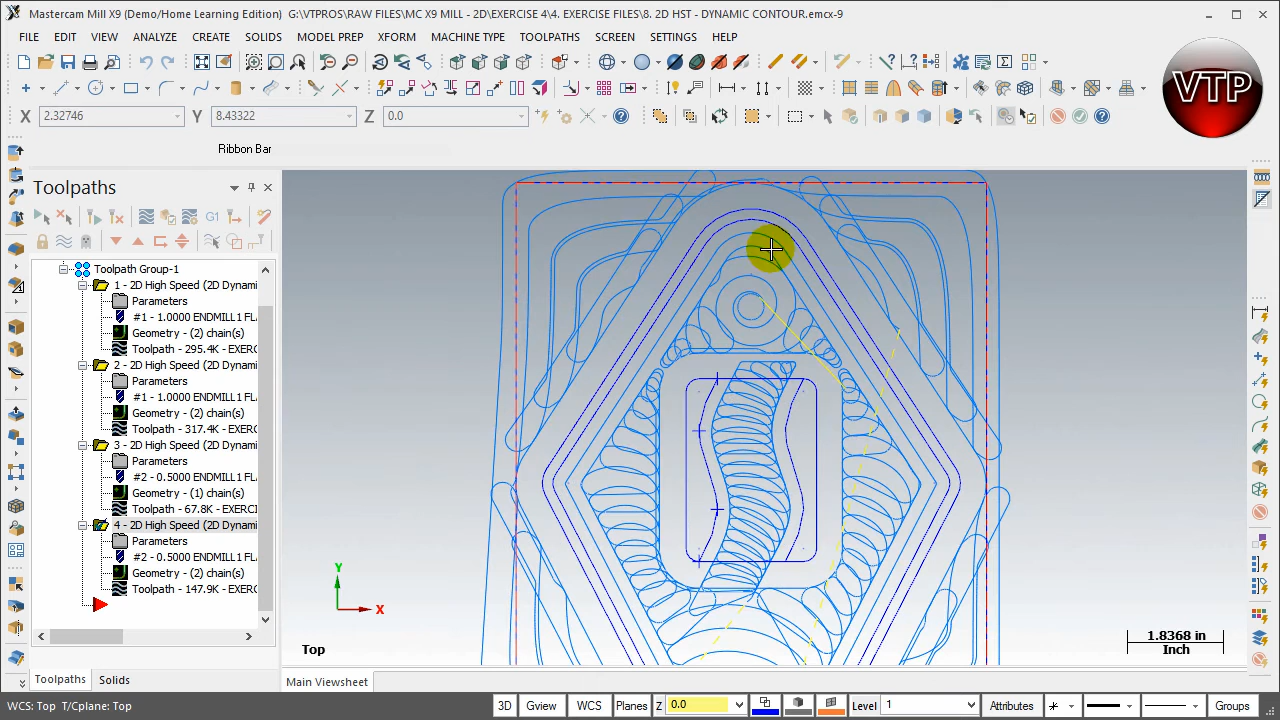 Mastercam Mill X9 (Demo/Home Learning Edition) G:\VTPROS\RAW FILES\MC X9 MILL - 2D\EXERCISE 4\4. EXERCISE FILES\8. 2D HST - DYNAMIC CONTOUR.emcx-9
FILE EDIT VIEW ANALYZE CREATE SOLIDS MODEL PREP XFORM MACHINE TYPE TOOLPATHS SCREEN SETTINGS HELP
VTP
X 2.32746 Y 8.43322 Z 0.0
Ribbon Bar
Toolpaths
G1
Toolpath Group-1
1 - 2D High Speed (2D Dynami
Parameters
#1 - 1.0000 ENDMILL1 FL
Geometry - (2) chain(s)
Toolpath - 295.4K - EXERC
2 - 2D High Speed (2D Dynami
Parameters
#1 - 1.0000 ENDMILL1 FL
Geometry - (2) chain(s)
Toolpath - 317.4K - EXERC
3 - 2D High Speed (2D Dynami
Parameters
#2 - 0.5000 ENDMILL1 FL
Geometry - (1) chain(s)
Toolpath - 67.8K - EXERCI
4 - 2D High Speed (2D Dynami
Parameters
#2 - 0.5000 ENDMILL1 FL
Geometry - (2) chain(s)
Toolpath - 147.9K - EXERC
Y
X
Top
1.8368 in
Inch
Toolpaths Solids
Main Viewsheet
WCS: Top T/Cplane: Top
3D Gview WCS Planes Z 0.0 Level 1 Attributes Groups